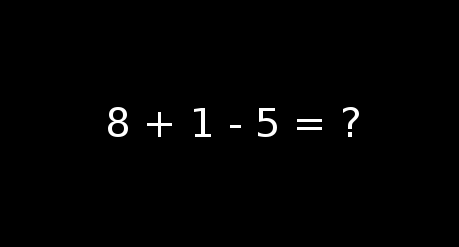 8 + 1 - 5 = ?